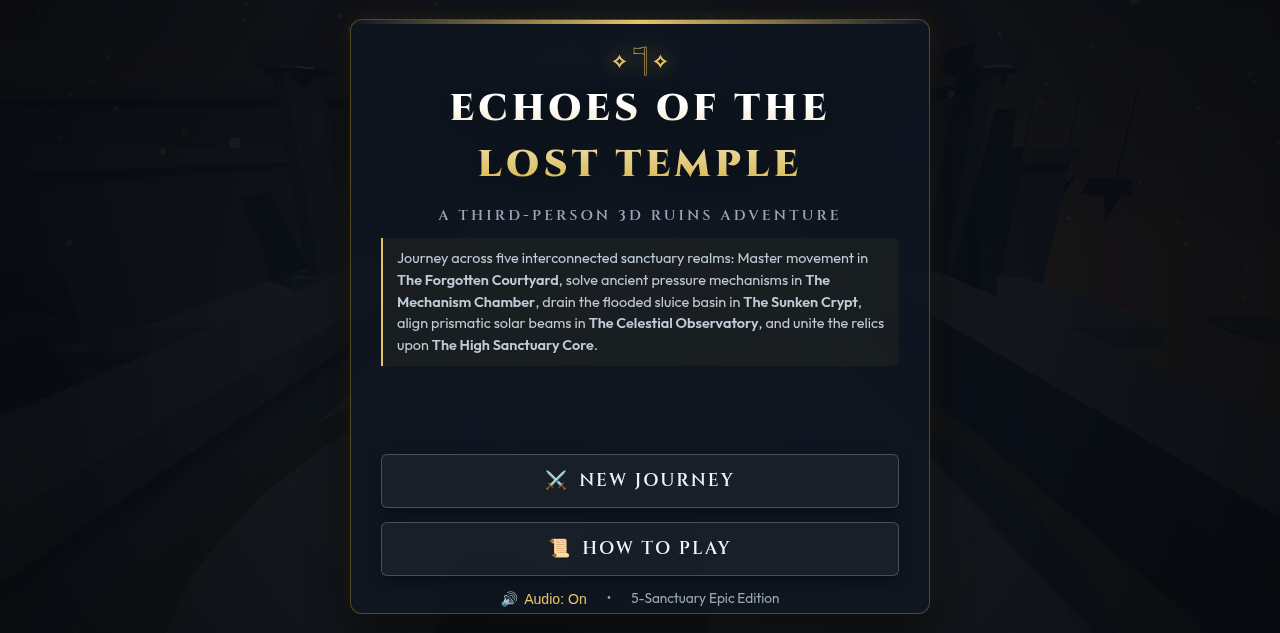 ECHOES OF THE
LOST TEMPLE
A THIRD-PERSON 3D RUINS ADVENTURE
Journey across five interconnected sanctuary realms: Master movement in
The Forgotten Courtyard, solve ancient pressure mechanisms in The
Mechanism Chamber, drain the flooded sluice basin in The Sunken Crypt,
align prismatic solar beams in The Celestial Observatory, and unite the relics
upon The High Sanctuary Core.
⚔️ NEW JOURNEY
📜 HOW TO PLAY
🔊 Audio: On • 5-Sanctuary Epic Edition